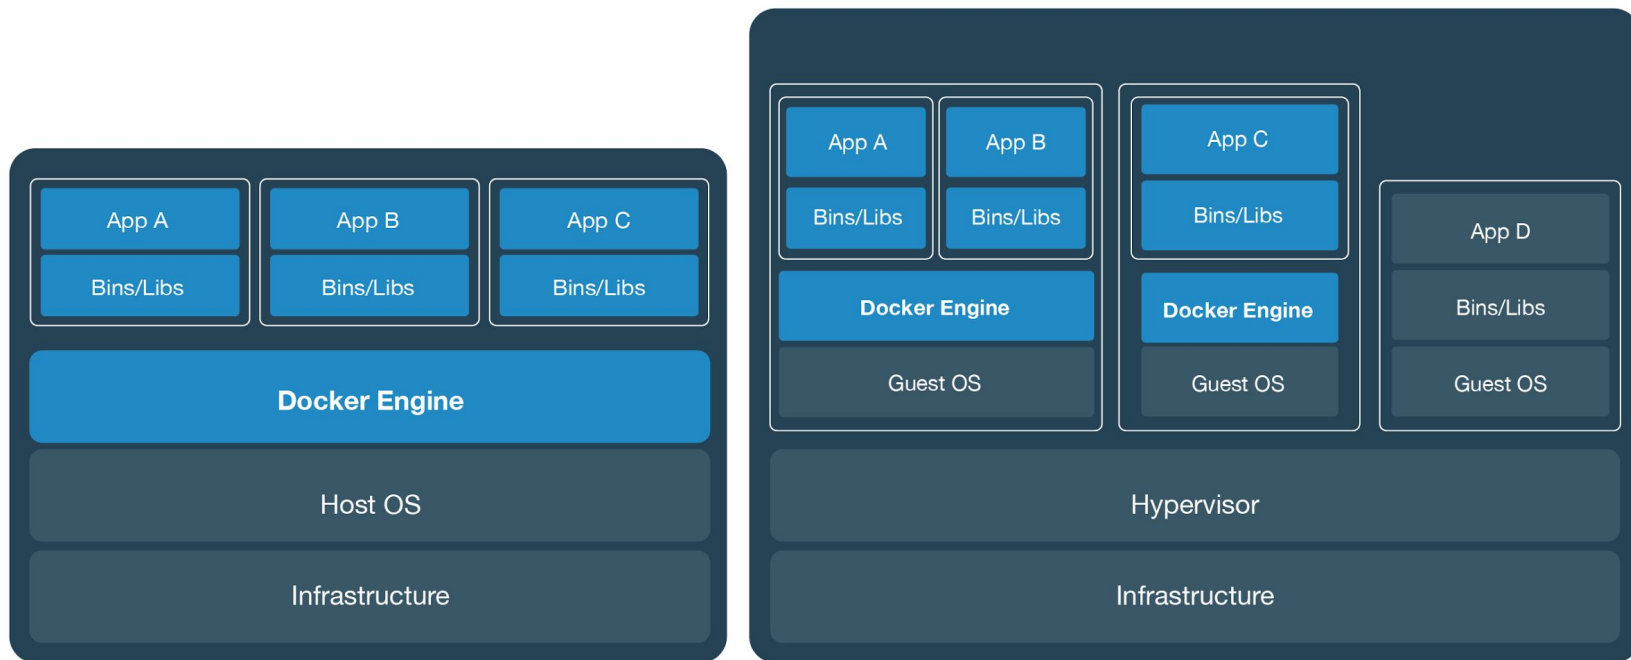 App A
App B
App C
Bins/Libs
Bins/Libs
Bins/Libs
Docker Engine
Host OS
Infrastructure
App A
App B
Bins/Libs
Bins/Libs
Docker Engine
Guest OS
App C
Bins/Libs
Docker Engine
Guest OS
App D
Bins/Libs
Guest OS
Hypervisor
Infrastructure